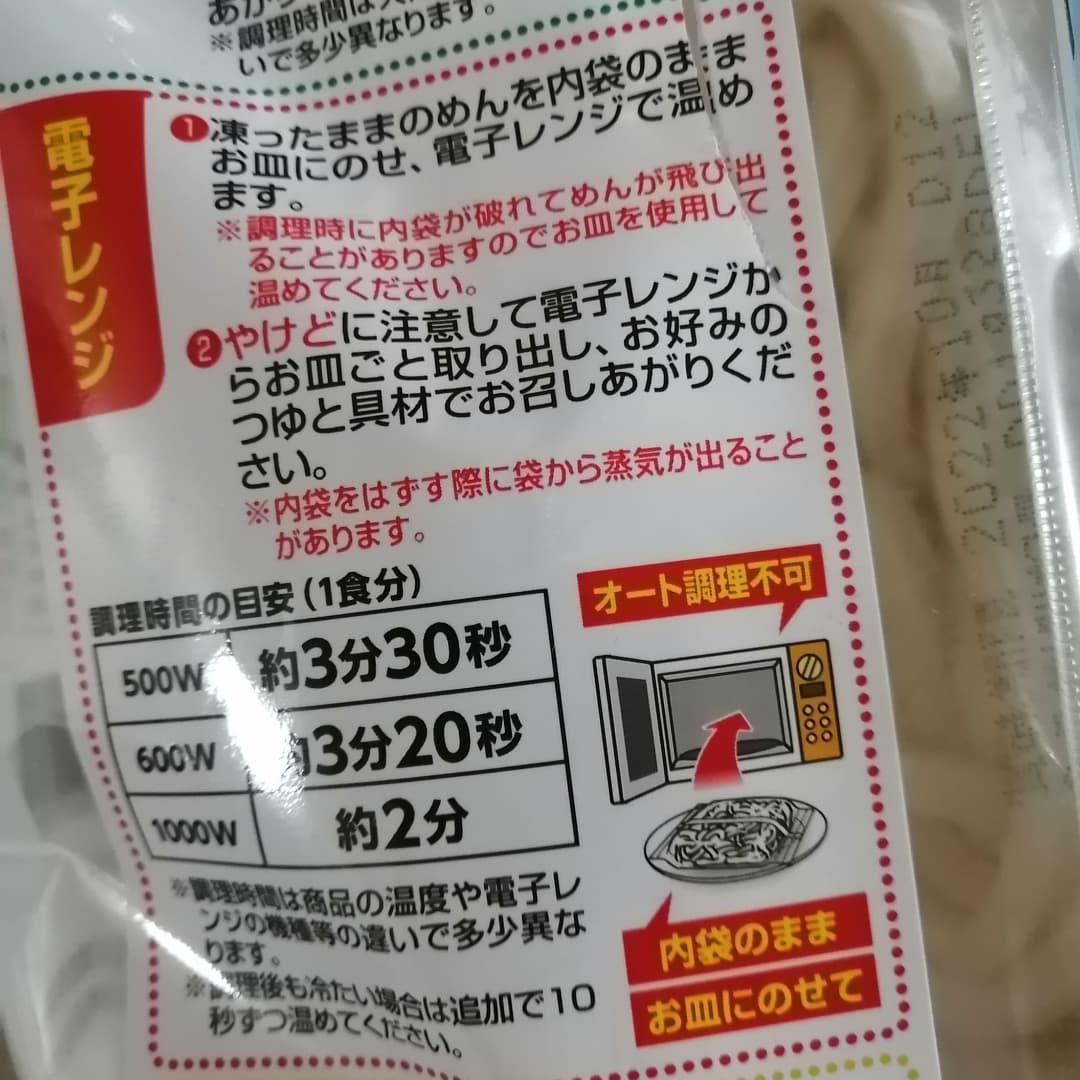 ※調理時間は
いで多少異なります。
電子レンジ
❶凍ったままのめんを内袋のまま
お皿にのせ、電子レンジで温め
ます。
※調理時に内袋が破れてめんが飛び出
ることがありますのでお皿を使用して
温めてください。
❷やけどに注意して電子レンジか
らお皿ごと取り出し、お好みの
つゆと具材でお召しあがりくだ
さい。
※内袋をはずす際に袋から蒸気が出ること
があります。
調理時間の目安(1食分)
500W 約3分30秒
600W 約3分20秒
1000W 約2分
※調理時間は商品の温度や電子レ
ンジの機種等の違いで多少異な
ります。
※調理後も冷たい場合は追加で10
秒ずつ温めてください。
オート調理不可
内袋のまま
お皿にのせて
2022年10月 D12